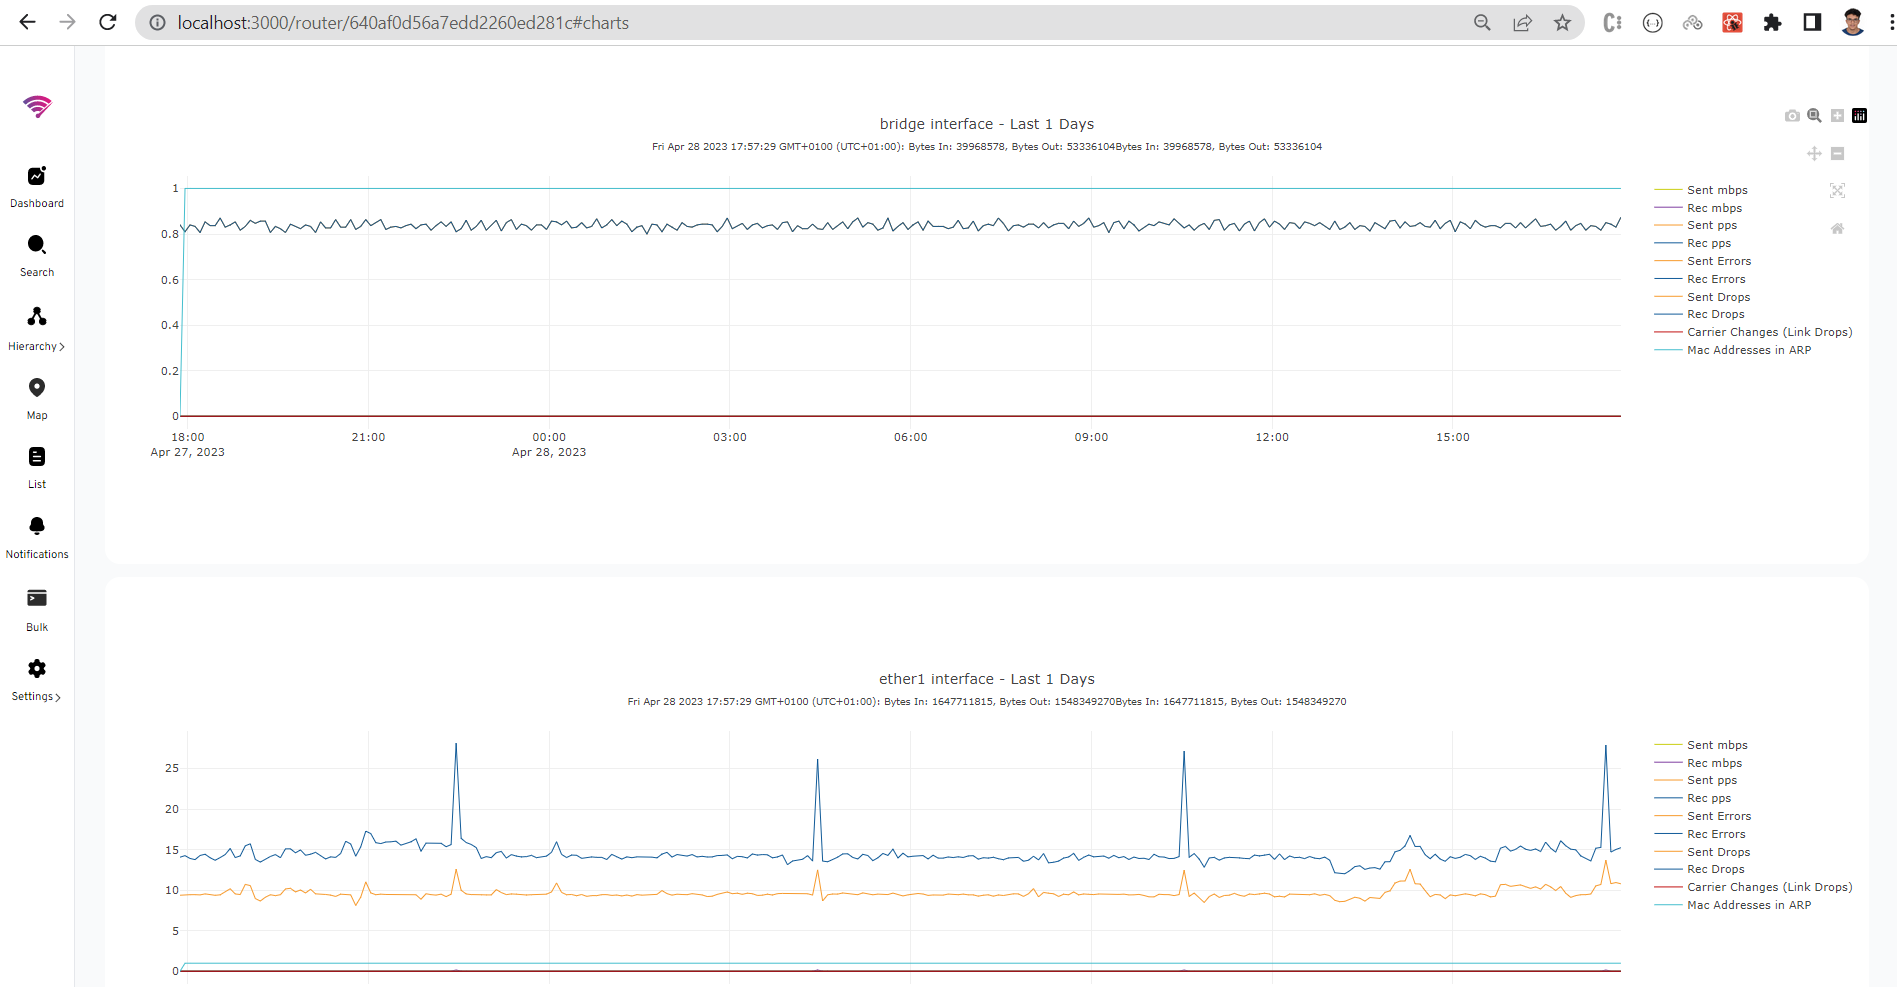 localhost:3000/router/640af0d56a7edd2260ed281c#charts
Dashboard
Search
Hierarchy
Map
List
Notifications
Bulk
Settings
bridge interface - Last 1 Days
Fri Apr 28 2023 17:57:29 GMT+0100 (UTC+01:00): Bytes In: 39968578, Bytes Out: 53336104Bytes In: 39968578, Bytes Out: 53336104
1
0.8
0.6
0.4
0.2
0
18:00
Apr 27, 2023
21:00
00:00
Apr 28, 2023
03:00
06:00
09:00
12:00
15:00
Sent mbps
Rec mbps
Sent pps
Rec pps
Sent Errors
Rec Errors
Sent Drops
Rec Drops
Carrier Changes (Link Drops)
Mac Addresses in ARP
ether1 interface - Last 1 Days
Fri Apr 28 2023 17:57:29 GMT+0100 (UTC+01:00): Bytes In: 1647711815, Bytes Out: 1548349270Bytes In: 1647711815, Bytes Out: 1548349270
25
20
15
10
5
0
Sent mbps
Rec mbps
Sent pps
Rec pps
Sent Errors
Rec Errors
Sent Drops
Rec Drops
Carrier Changes (Link Drops)
Mac Addresses in ARP